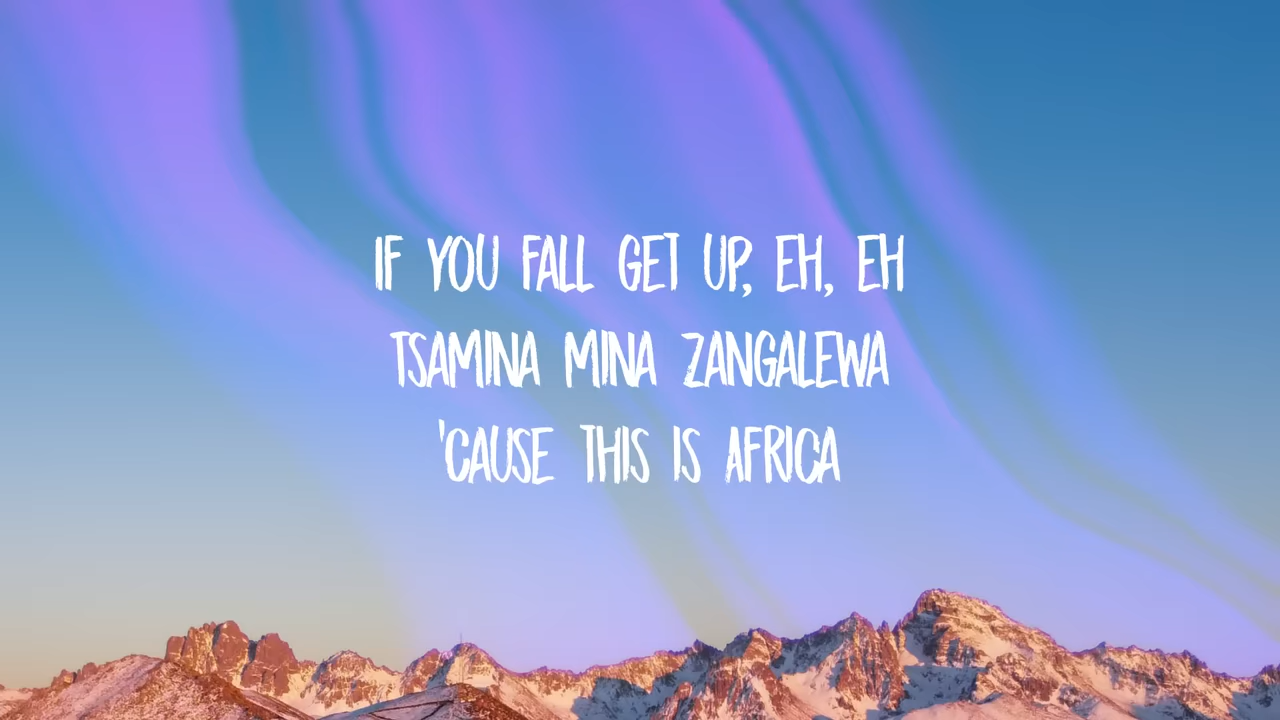 IF YOU FALL GET UP, EH, EH
TSAMINA MINA ZANGALEWA
'CAUSE THIS IS AFRICA